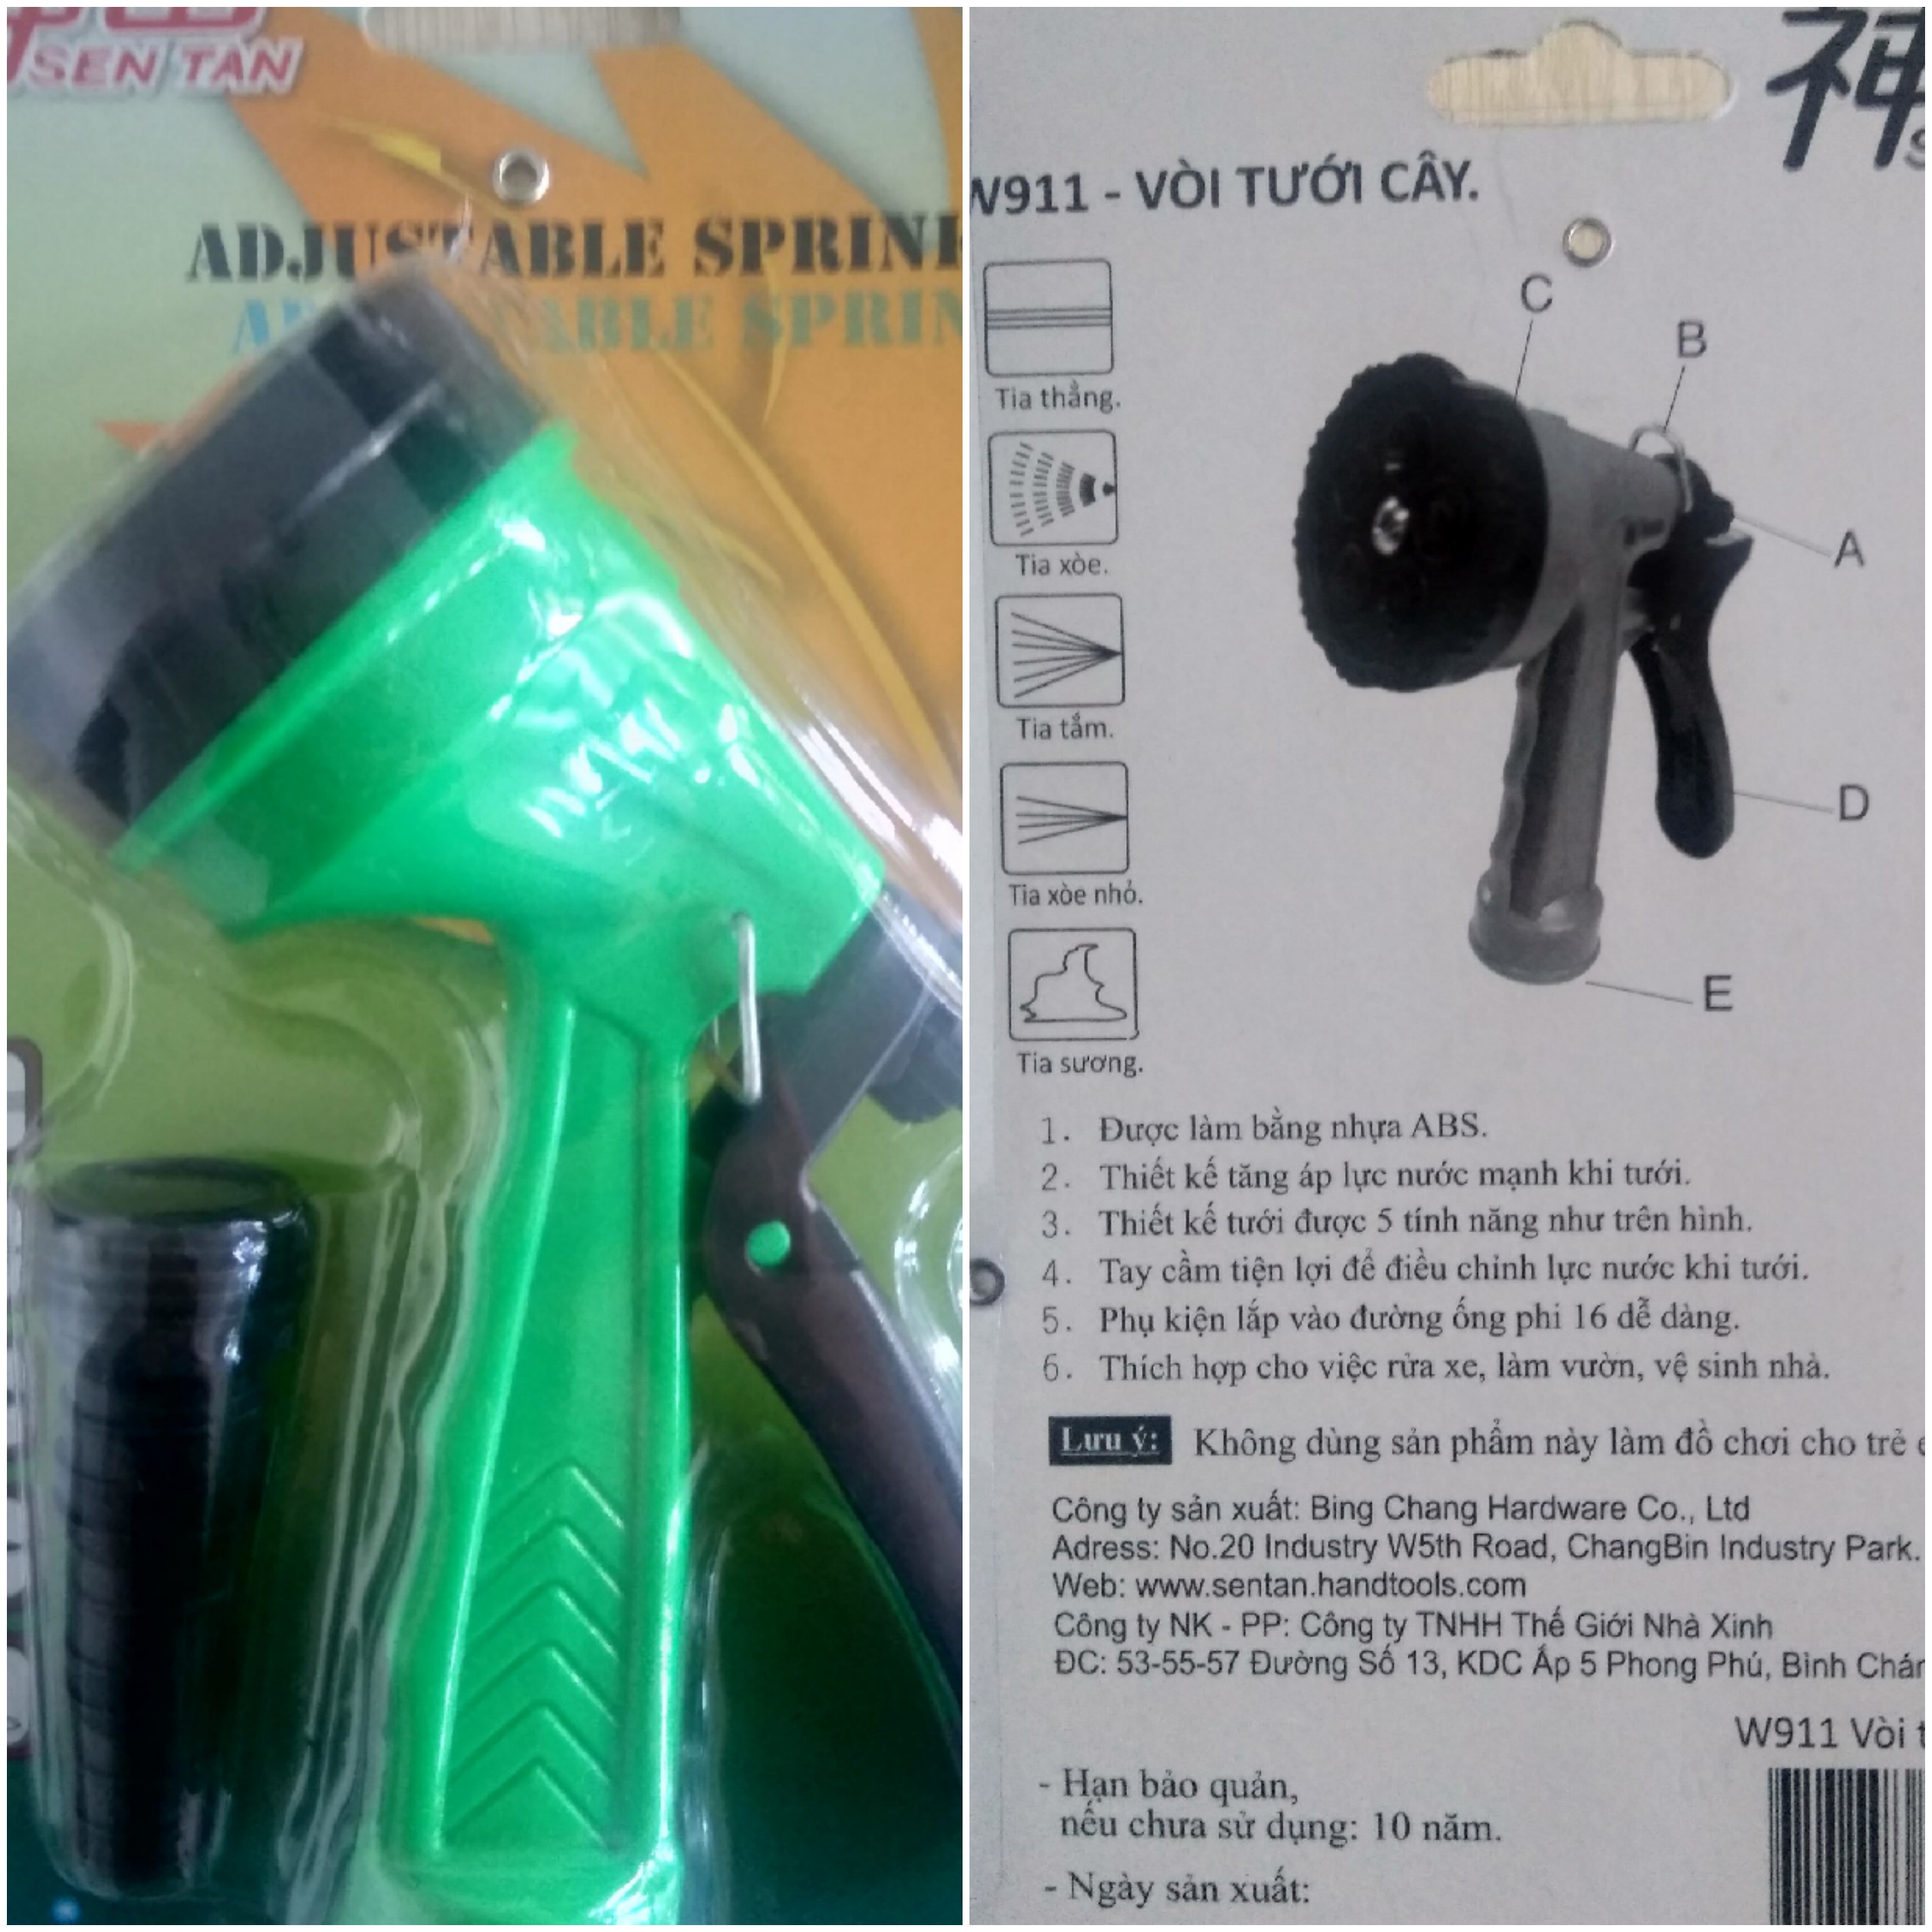 SEN TAN
ADJUSTABLE
W911 - VÒI TƯỚI CÂY.
C
B
A
D
E
Tia thẳng.
Tia xòe.
Tia tắm.
Tia xòe nhỏ.
Tia sương.
1. Được làm bằng nhựa ABS.
2. Thiết kế tăng áp lực nước mạnh khi tưới.
3. Thiết kế tưới được 5 tính năng như trên hình.
4. Tay cầm tiện lợi để điều chỉnh lực nước khi tưới.
5. Phụ kiện lắp vào đường ống phi 16 dễ dàng.
6. Thích hợp cho việc rửa xe, làm vườn, vệ sinh nhà.
Lưu ý: Không dùng sản phẩm này làm đồ chơi cho trẻ
Công ty sản xuất: Bing Chang Hardware Co., Ltd
Adress: No.20 Industry W5th Road, ChangBin Industry Park.
Web: www.sentan.handtools.com
Công ty NK - PP: Công ty TNHH Thế Giới Nhà Xinh
ĐC: 53-55-57 Đường Số 13, KDC Ấp 5 Phong Phú, Bình
W911 Vòi
- Hạn bảo quản,
nếu chưa sử dụng: 10 năm.
- Ngày sản xuất: